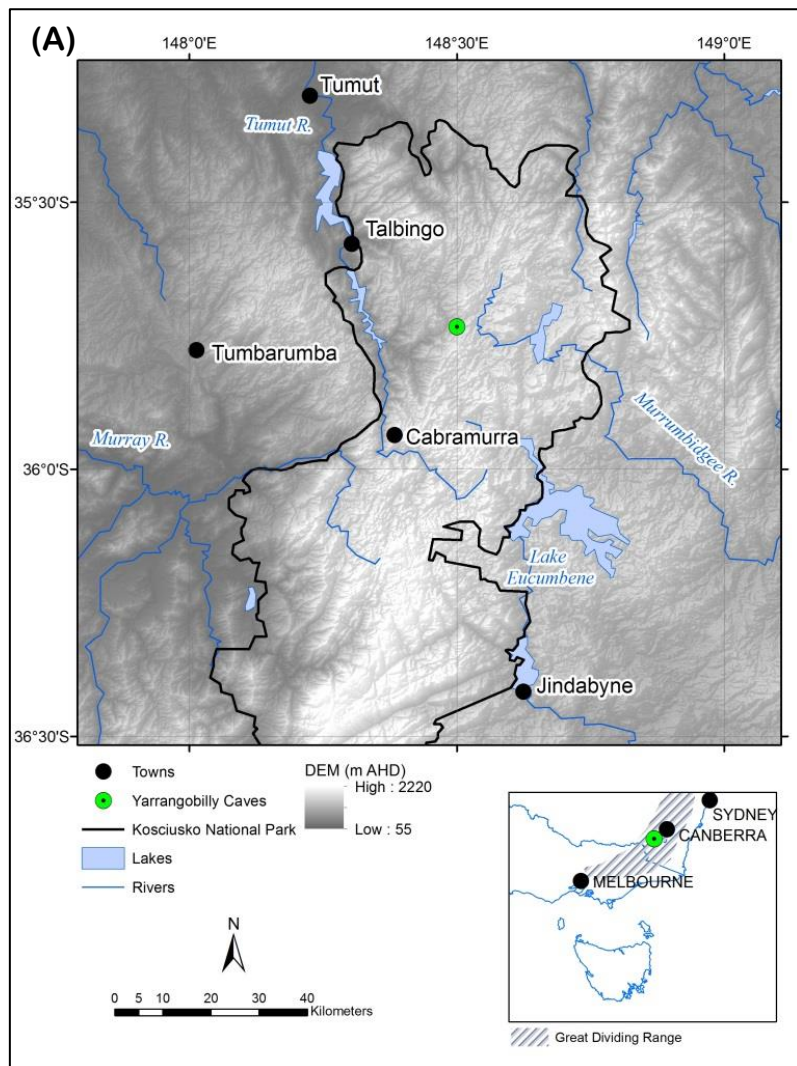 (A)
148°0'E
148°30'E
149°0'E
Tumut
Tumut R.
35°30'S
Talbingo
Tumbarumba
Murray R.
Cabramurra
Murrumbidgee R.
36°0'S
Lake
Eucumbene
Jindabyne
36°30'S
Towns
Yarrangobilly Caves
Kosciusko National Park
Lakes
Rivers
DEM (m AHD)
High : 2220
Low : 55
N
0 5 10 20 30 40
Kilometers
SYDNEY
CANBERRA
MELBOURNE
Great Dividing Range